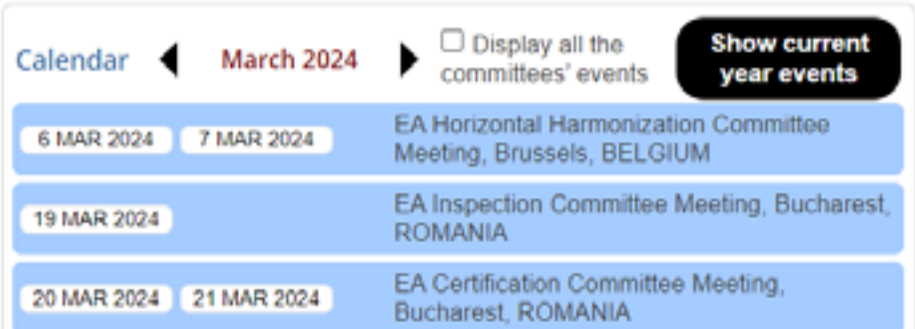 Calendar
March 2024
Display all the
committees' events
Show current
year events
6 MAR 2024
7 MAR 2024
EA Horizontal Harmonization Committee
Meeting, Brussels, BELGIUM
19 MAR 2024
EA Inspection Committee Meeting, Bucharest,
ROMANIA
20 MAR 2024
21 MAR 2024
EA Certification Committee Meeting,
Bucharest, ROMANIA